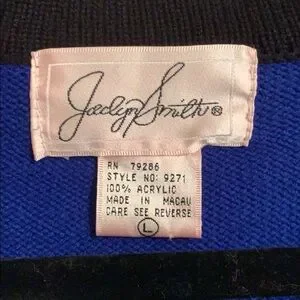 Jaclyn Smith®
RN 79286
STYLE NO: 9271
100% ACRYLIC
MADE IN MACAU
CARE SEE REVERSE
L